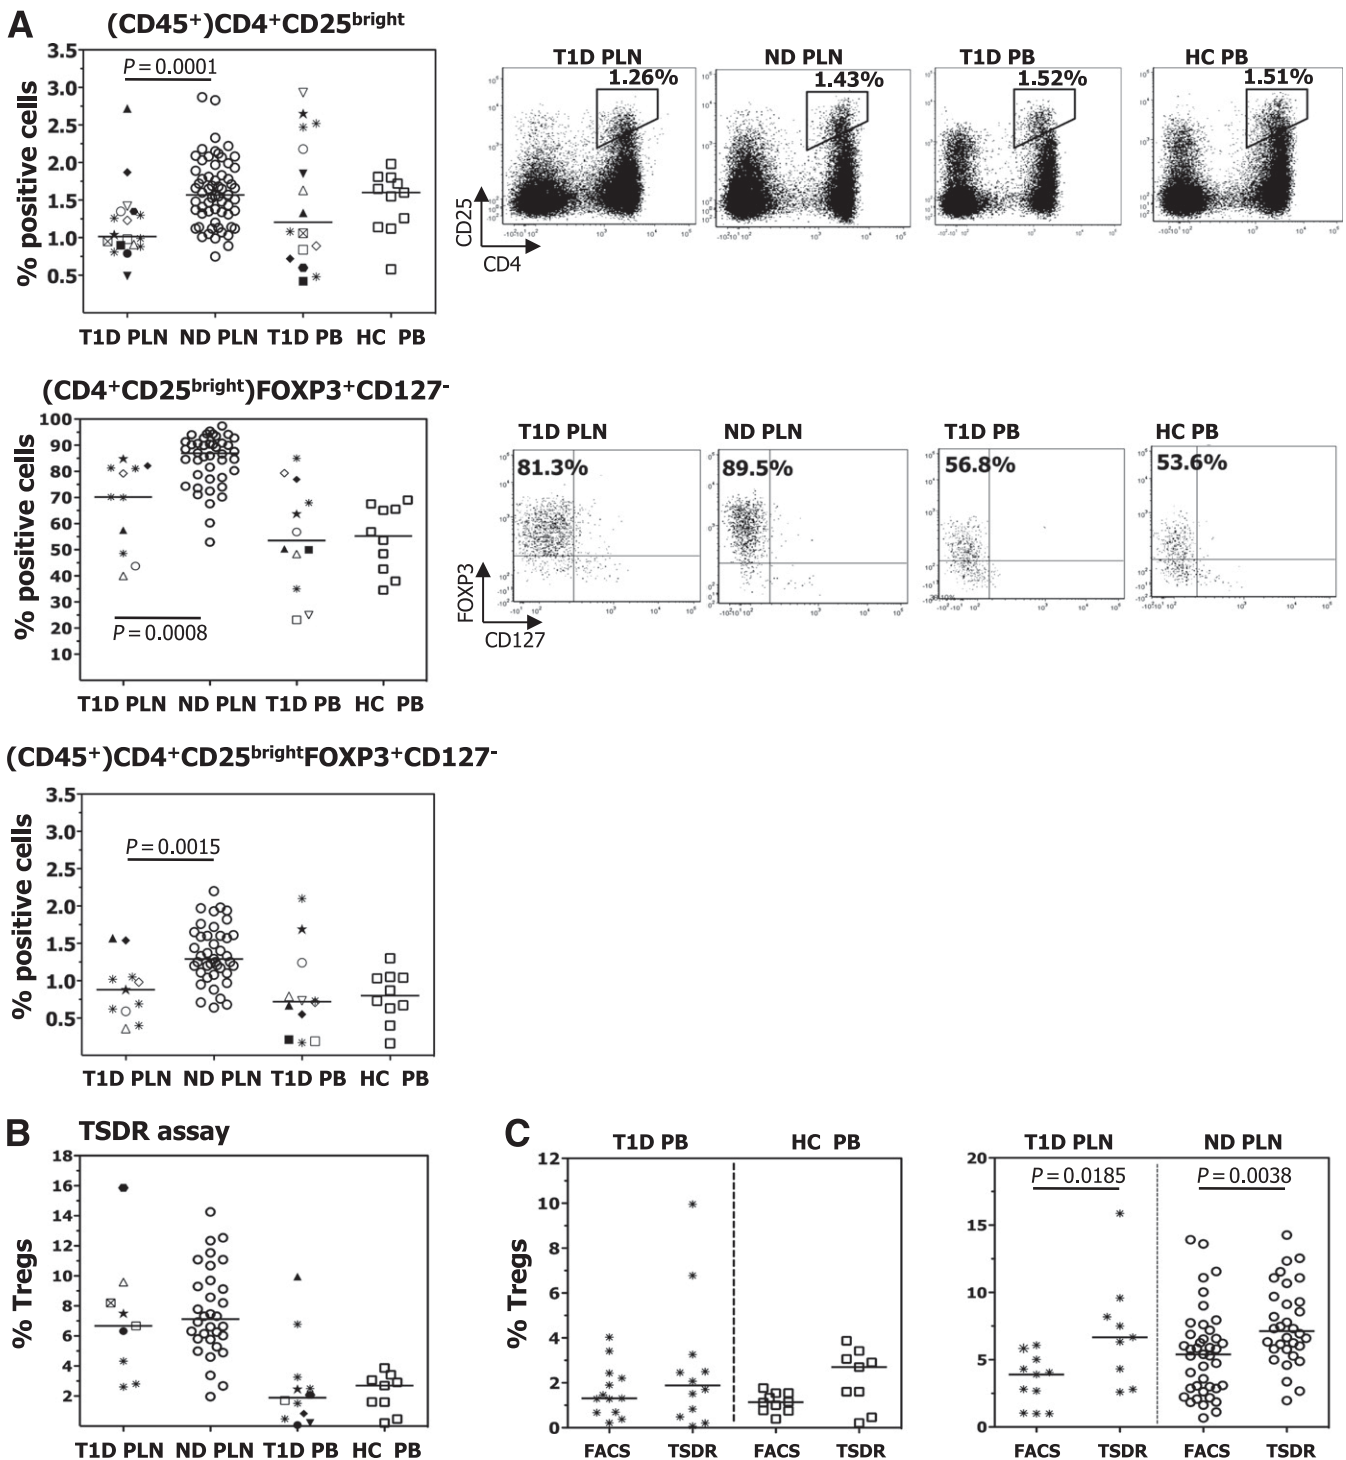 A
(CD45+)CD4+CD25bright
% positive cells
3.5
3.0
2.5
2.0
1.5
1.0
0.5
P = 0.0001
T1D PLN ND PLN T1D PB HC PB
T1D PLN
1.26%
ND PLN
1.43%
T1D PB
1.52%
HC PB
1.51%
CD25
CD4
(CD4+CD25bright)FOXP3+CD127-
% positive cells
100
90
80
70
60
50
40
30
20
10
P = 0.0008
T1D PLN ND PLN T1D PB HC PB
T1D PLN
81.3%
ND PLN
89.5%
T1D PB
56.8%
HC PB
53.6%
FOXP3
CD127
(CD45+)CD4+CD25brightFOXP3+CD127-
% positive cells
3.5
3.0
2.5
2.0
1.5
1.0
0.5
P = 0.0015
T1D PLN ND PLN T1D PB HC PB
B
TSDR assay
% Tregs
18
16
14
12
10
8
6
4
2
T1D PLN ND PLN T1D PB HC PB
C
T1D PB HC PB
% Tregs
12
10
8
6
4
2
0
FACS TSDR FACS TSDR
T1D PLN ND PLN
20
15
10
5
0
P = 0.0185
P = 0.0038
FACS TSDR FACS TSDR